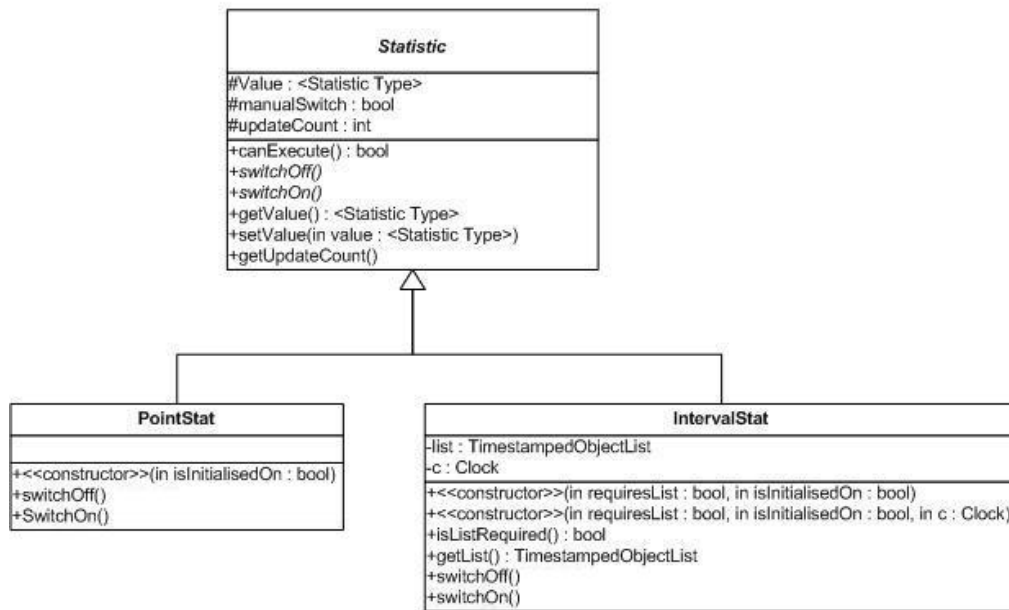 Statistic
#Value : <Statistic Type>
#manualSwitch : bool
#updateCount : int
+canExecute() : bool
+switchOff()
+switchOn()
+getValue() : <Statistic Type>
+setValue(in value : <Statistic Type>)
+getUpdateCount()
PointStat
+<<constructor>>(in isInitialisedOn : bool)
+switchOff()
+SwitchOn()
IntervalStat
-list : TimestampedObjectList
-c : Clock
+<<constructor>>(in requiresList : bool, in isInitialisedOn : bool)
+<<constructor>>(in requiresList : bool, in isInitialisedOn : bool, in c : Clock)
+isListRequired() : bool
+getList() : TimestampedObjectList
+switchOff()
+switchOn()